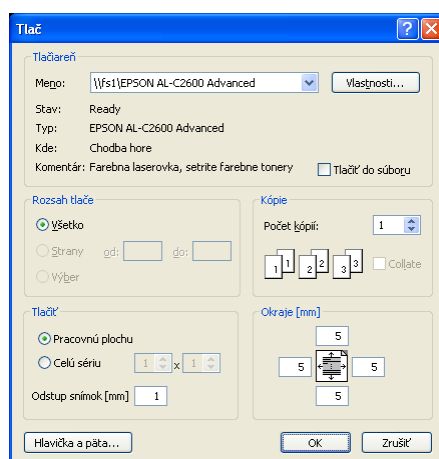 Tlač
Tlačiareň
Meno: \\fs1\EPSON AL-C2600 Advanced Vlastnosti...
Stav: Ready
Typ: EPSON AL-C2600 Advanced
Kde: Chodba hore
Komentár: Farebna laserovka, setrite farebne tonery Tlačiť do súboru
Rozsah tlače
Všetko
Strany od: do:
Výber
Kópie
Počet kópií: 1
1 1 2 2 3 3 Collate
Tlačiť
Pracovnú plochu
Celú sériu 1 x 1
Odstup snímok [mm] 1
Okraje [mm]
5
5 5
5
Hlavička a päta... OK Zrušiť